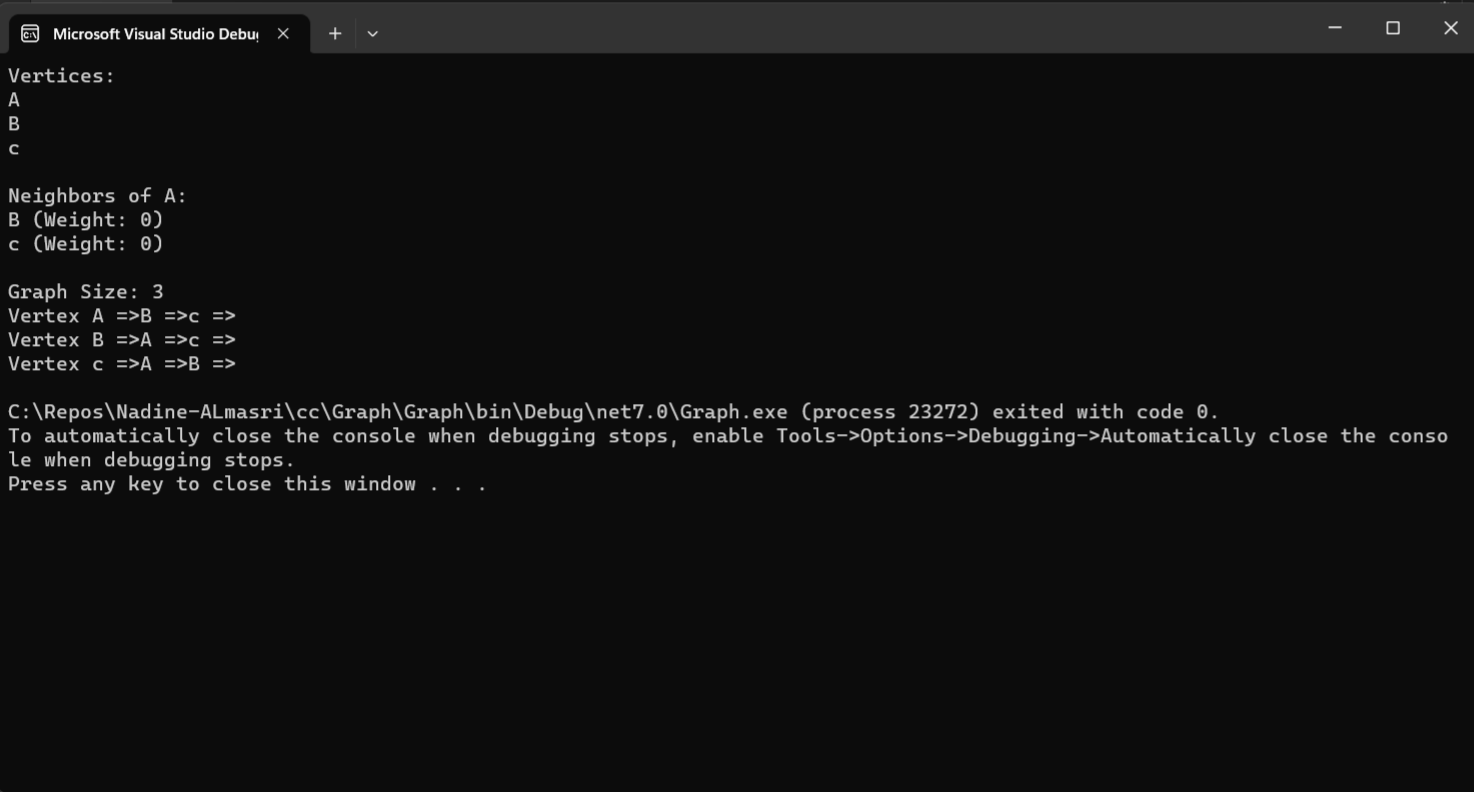 Microsoft Visual Studio Debug
Vertices:
A
B
c
Neighbors of A:
B (Weight: 0)
c (Weight: 0)
Graph Size: 3
Vertex A =>B =>c =>
Vertex B =>A =>c =>
Vertex c =>A =>B =>
C:\Repos\Nadine-ALmasri\cc\Graph\Graph\bin\Debug\net7.0\Graph.exe (process 23272) exited with code 0.
To automatically close the console when debugging stops, enable Tools->Options->Debugging->Automatically close the conso
le when debugging stops.
Press any key to close this window . . .